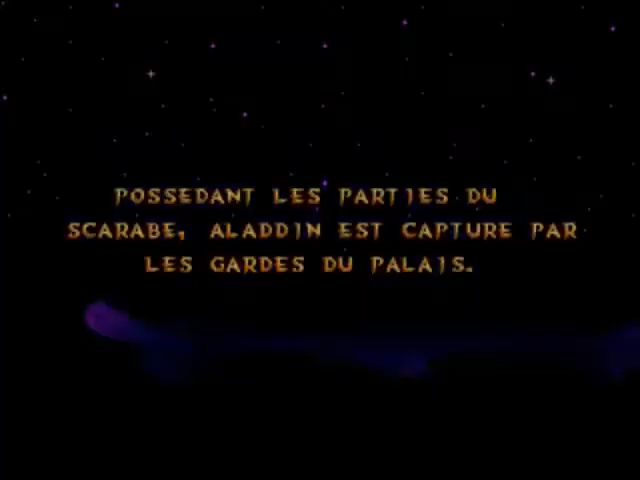 POSSEDANT LES PARTIES DU
SCARABE, ALADDIN EST CAPTURE PAR
LES GARDES DU PALAIS.